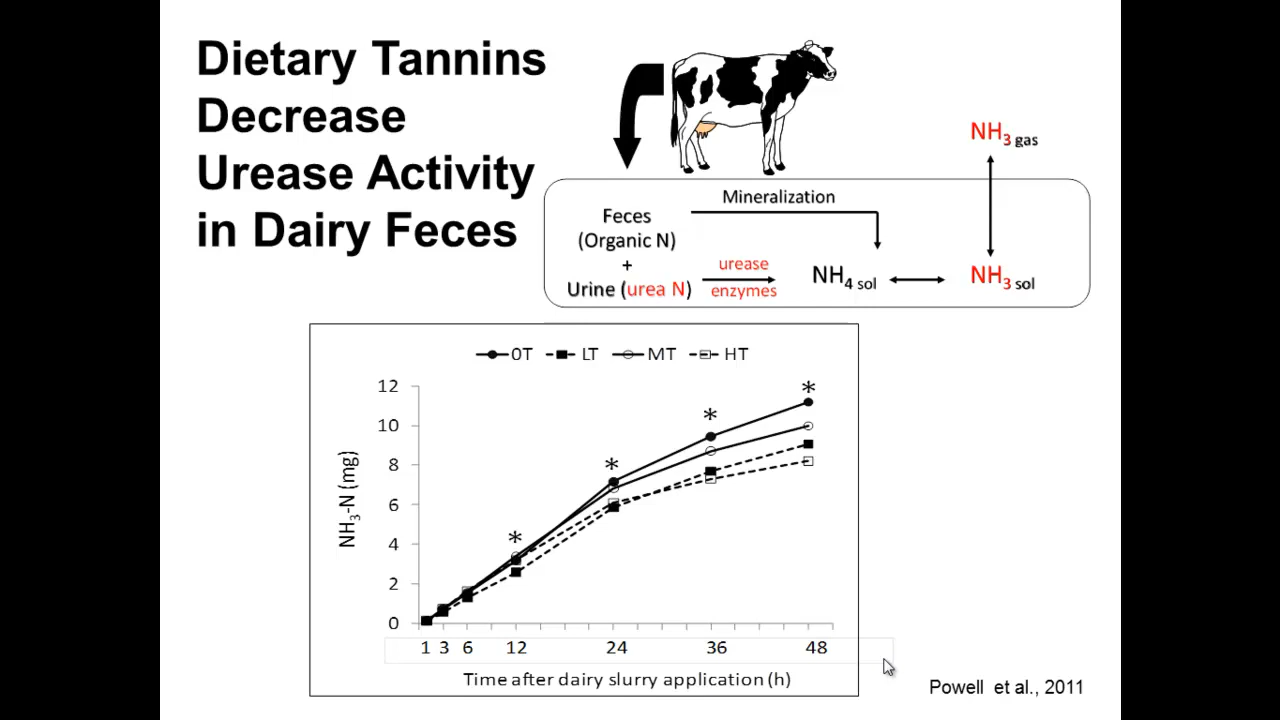 Dietary Tannins
Decrease
Urease Activity
in Dairy Feces
NH3 gas
Mineralization
Feces
(Organic N)
+
Urine (urea N)
urease
enzymes
NH4 sol
NH3 sol
0T LT MT HT
12
10
8
6
4
2
0
NH3-N (mg)
* * * *
1 3 6 12 24 36 48
Time after dairy slurry application (h)
Powell et al., 2011